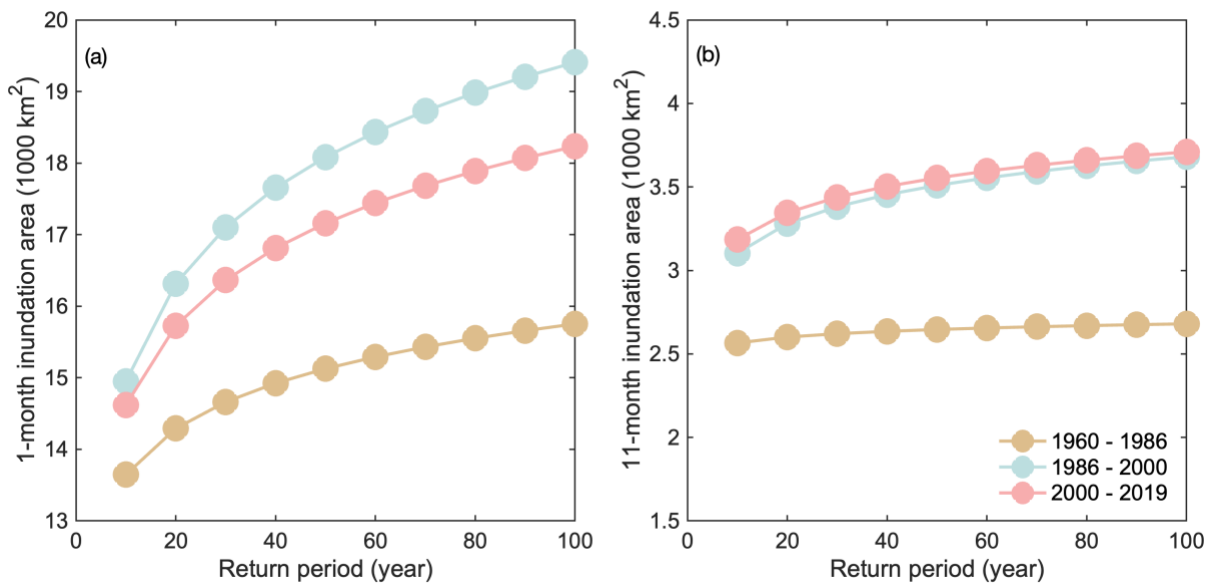 (a)
1-month inundation area (1000 km²)
20
19
18
17
16
15
14
13
0 20 40 60 80 100
Return period (year)
(b)
11-month inundation area (1000 km²)
4.5
4
3.5
3
2.5
2
1.5
0 20 40 60 80 100
Return period (year)
1960 - 1986
1986 - 2000
2000 - 2019